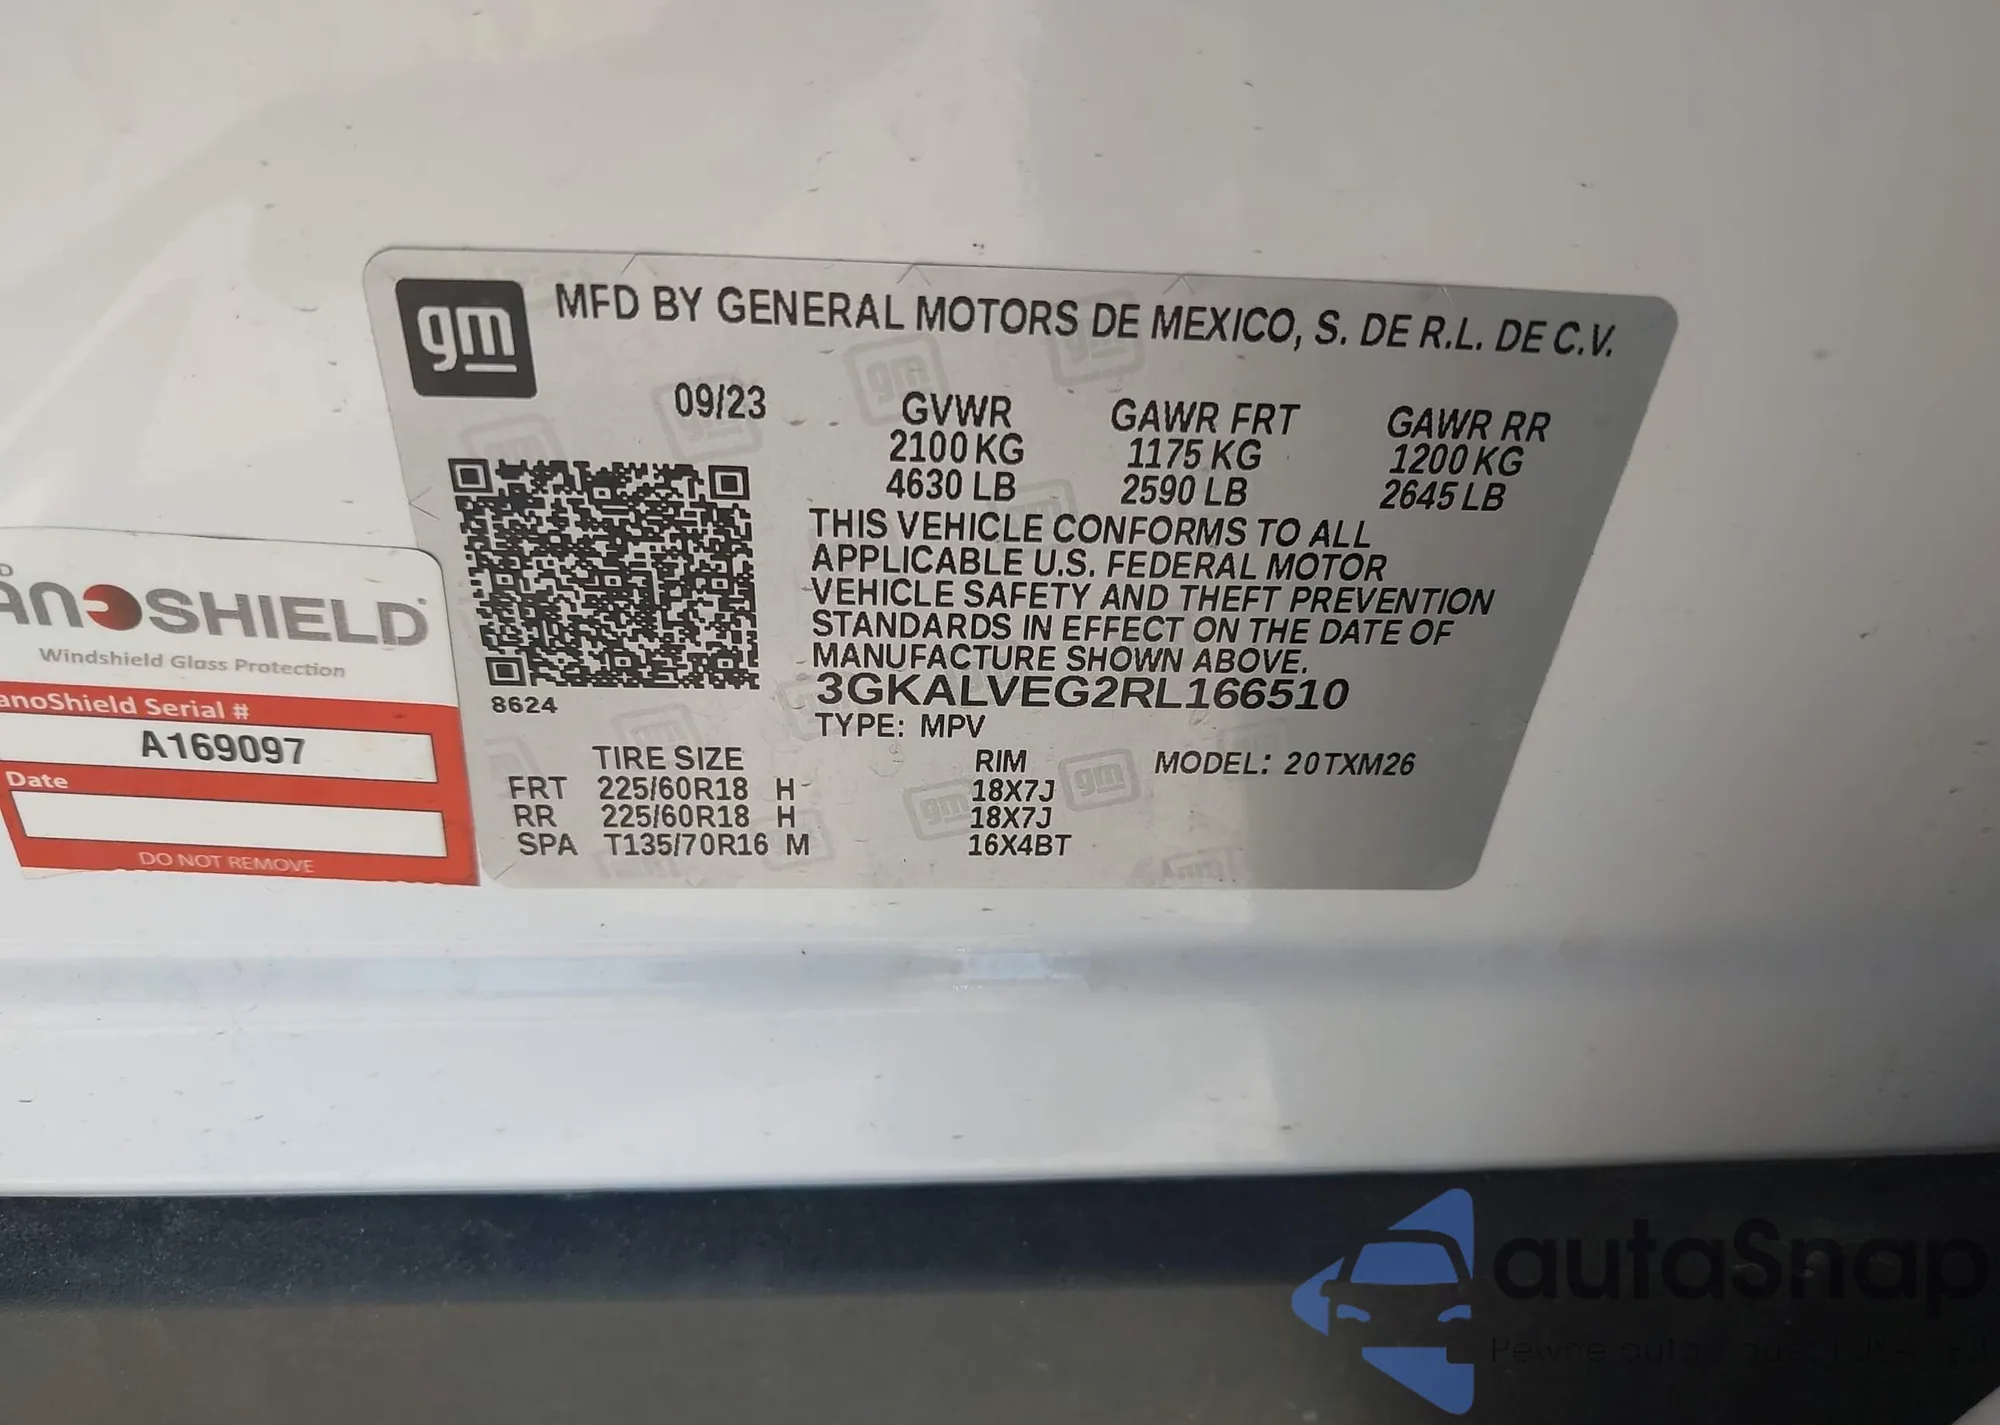 gm
MFD BY GENERAL MOTORS DE MEXICO, S. DE R.L. DE C.V.
09/23
GVWR GAWR FRT GAWR RR
2100 KG 1175 KG 1200 KG
4630 LB 2590 LB 2645 LB
THIS VEHICLE CONFORMS TO ALL
APPLICABLE U.S. FEDERAL MOTOR
VEHICLE SAFETY AND THEFT PREVENTION
STANDARDS IN EFFECT ON THE DATE OF
MANUFACTURE SHOWN ABOVE.
3GKALVEG2RL166510
8624
TYPE: MPV
TIRE SIZE RIM MODEL: 20TXM26
FRT 225/60R18 H 18X7J
RR 225/60R18 H 18X7J
SPA T135/70R16 M 16X4BT
anoSHIELD
Windshield Glass Protection
anoShield Serial #
A169097
Date
DO NOT REMOVE
autaSnap
Pewne auta